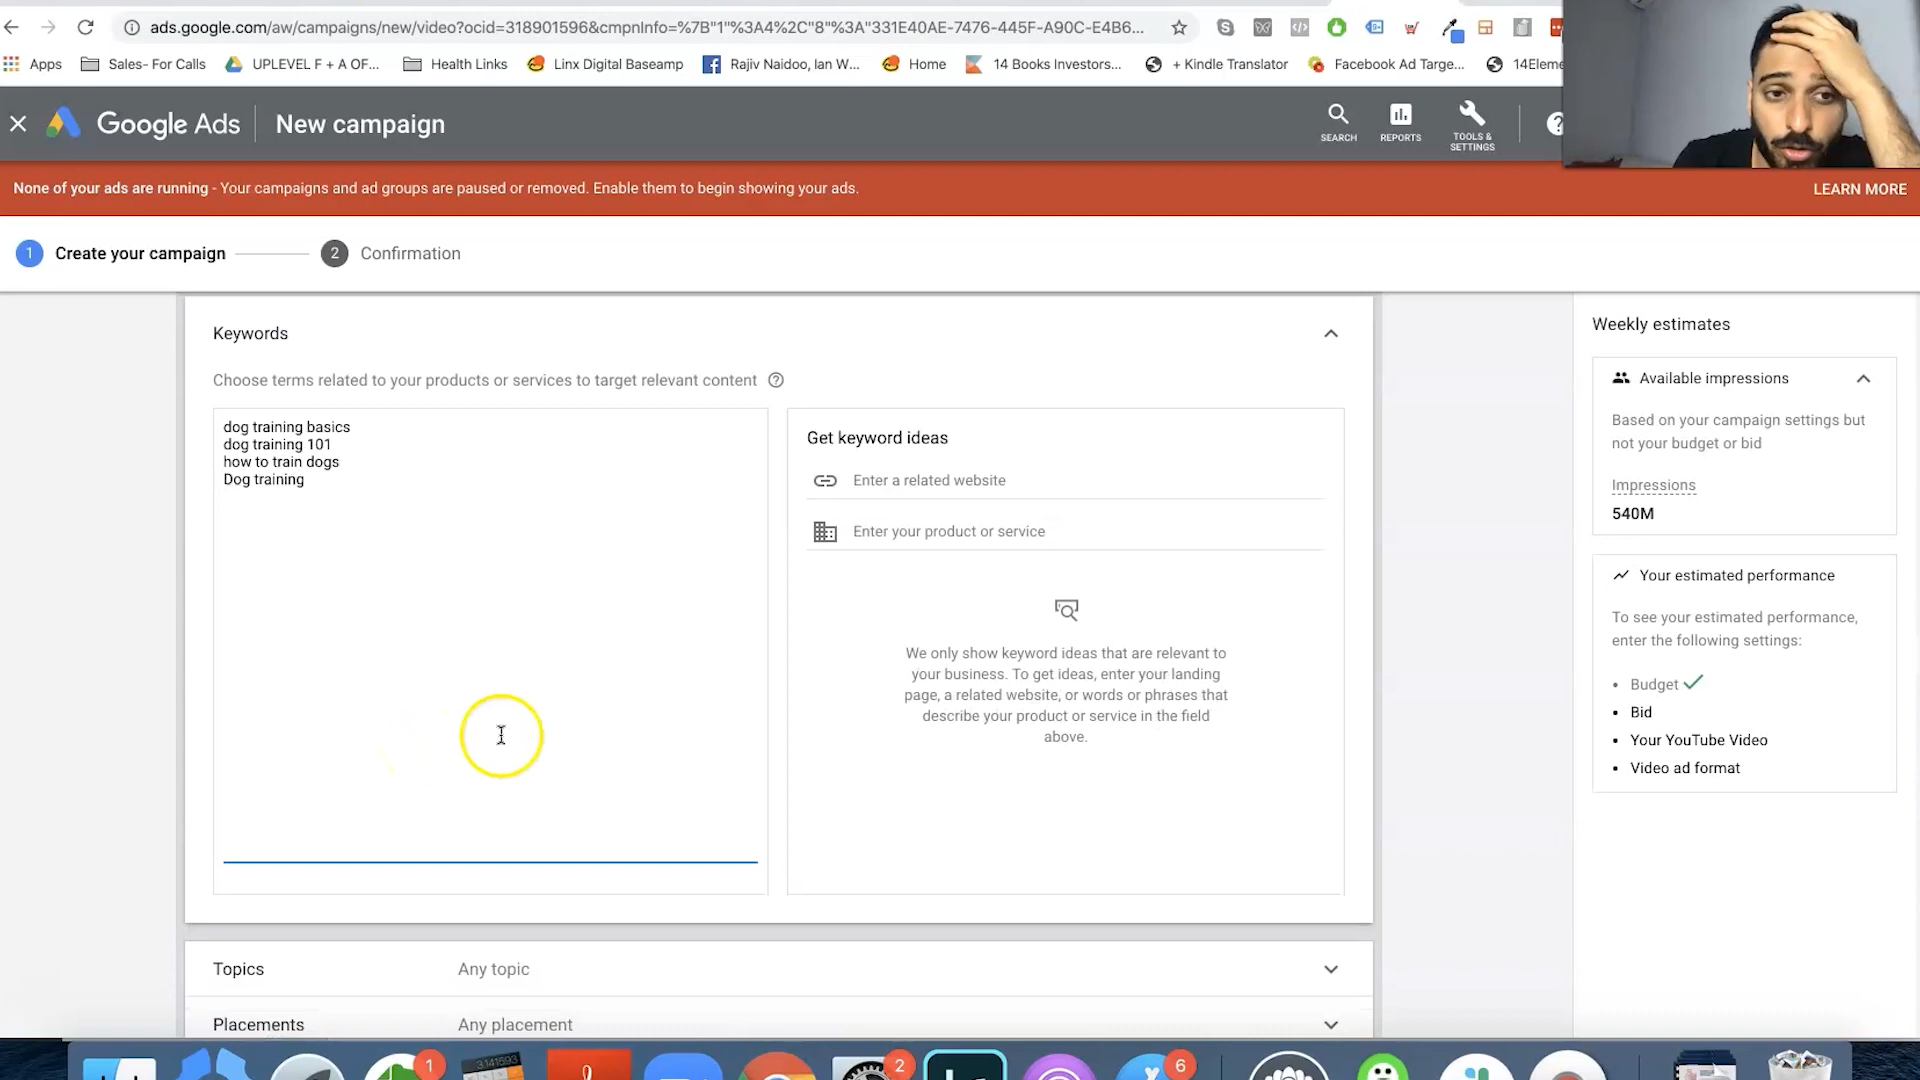 ads.google.com/aw/campaigns/new/video?ocid=318901596&cmpnInfo=%7B"1"%3A4%2C"8"%3A"331E40AE-7476-445F-A90C-E4B6...
Apps Sales- For Calls UPLEVEL F + A OF... Health Links Linx Digital Baseamp Rajiv Naidoo, Ian W... Home 14 Books Investors... + Kindle Translator Facebook Ad Targe... 14Eleme
Google Ads New campaign
SEARCH REPORTS TOOLS & SETTINGS
None of your ads are running - Your campaigns and ad groups are paused or removed. Enable them to begin showing your ads. LEARN MORE
1 Create your campaign 2 Confirmation
Keywords
Choose terms related to your products or services to target relevant content
dog training basics
dog training 101
how to train dogs
Dog training
Get keyword ideas
Enter a related website
Enter your product or service
We only show keyword ideas that are relevant to
your business. To get ideas, enter your landing
page, a related website, or words or phrases that
describe your product or service in the field
above.
Topics Any topic
Placements Any placement
Weekly estimates
Available impressions
Based on your campaign settings but
not your budget or bid
Impressions
540M
Your estimated performance
To see your estimated performance,
enter the following settings:
• Budget
• Bid
• Your YouTube Video
• Video ad format
1
3.141593
2
6